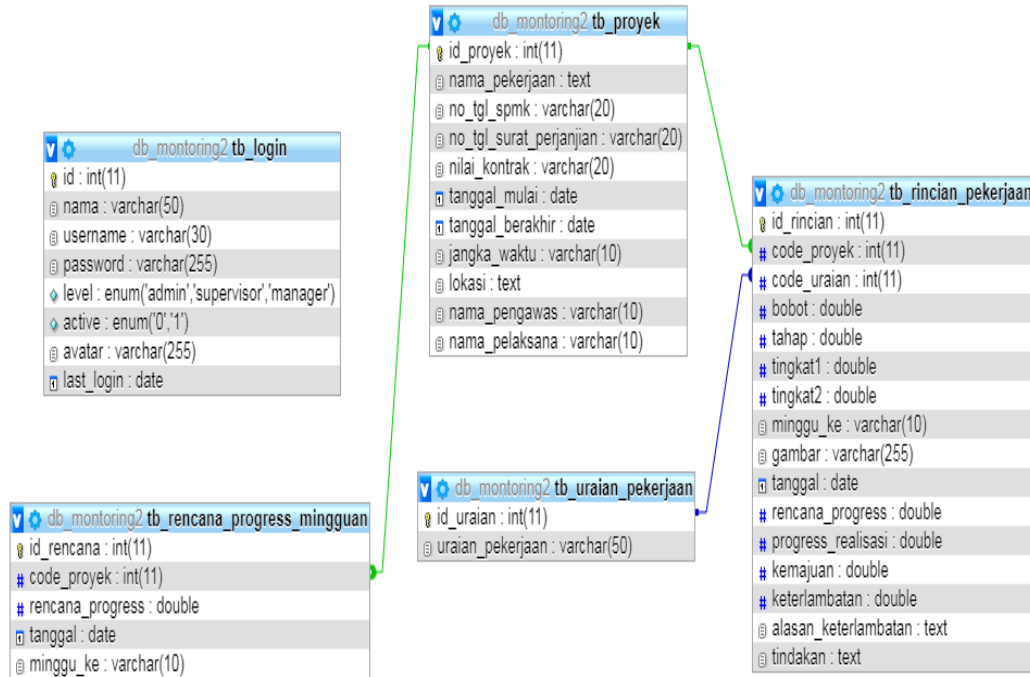 db_montoring2 tb_proyek
id_proyek : int(11)
nama_pekerjaan : text
no_tgl_spmk : varchar(20)
no_tgl_surat_perjanjian : varchar(20)
nilai_kontrak : varchar(20)
tanggal_mulai : date
tanggal_berakhir : date
jangka_waktu : varchar(10)
lokasi : text
nama_pengawas : varchar(10)
nama_pelaksana : varchar(10)
db_montoring2 tb_login
id : int(11)
nama : varchar(50)
username : varchar(30)
password : varchar(255)
level : enum('admin','supervisor','manager')
active : enum('0','1')
avatar : varchar(255)
last_login : date
db_montoring2 tb_rincian_pekerjaan
id_rincian : int(11)
code_proyek : int(11)
code_uraian : int(11)
bobot : double
tahap : double
tingkat1 : double
tingkat2 : double
minggu_ke : varchar(10)
gambar : varchar(255)
tanggal : date
rencana_progress : double
progress_realisasi : double
kemajuan : double
keterlambatan : double
alasan_keterlambatan : text
tindakan : text
db_montoring2 tb_uraian_pekerjaan
id_uraian : int(11)
uraian_pekerjaan : varchar(50)
db_montoring2 tb_rencana_progress_mingguan
id_rencana : int(11)
code_proyek : int(11)
rencana_progress : double
tanggal : date
minggu_ke : varchar(10)